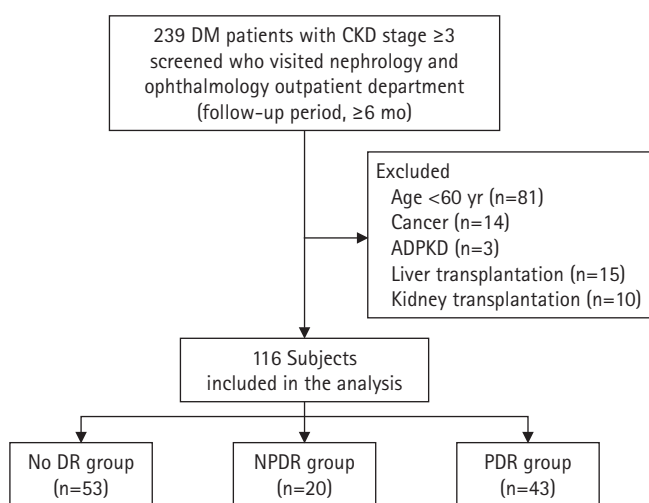 239 DM patients with CKD stage ≥3
screened who visited nephrology and
ophthalmology outpatient department
(follow-up period, ≥6 mo)
Excluded
Age <60 yr (n=81)
Cancer (n=14)
ADPKD (n=3)
Liver transplantation (n=15)
Kidney transplantation (n=10)
116 Subjects
included in the analysis
No DR group
(n=53)
NPDR group
(n=20)
PDR group
(n=43)